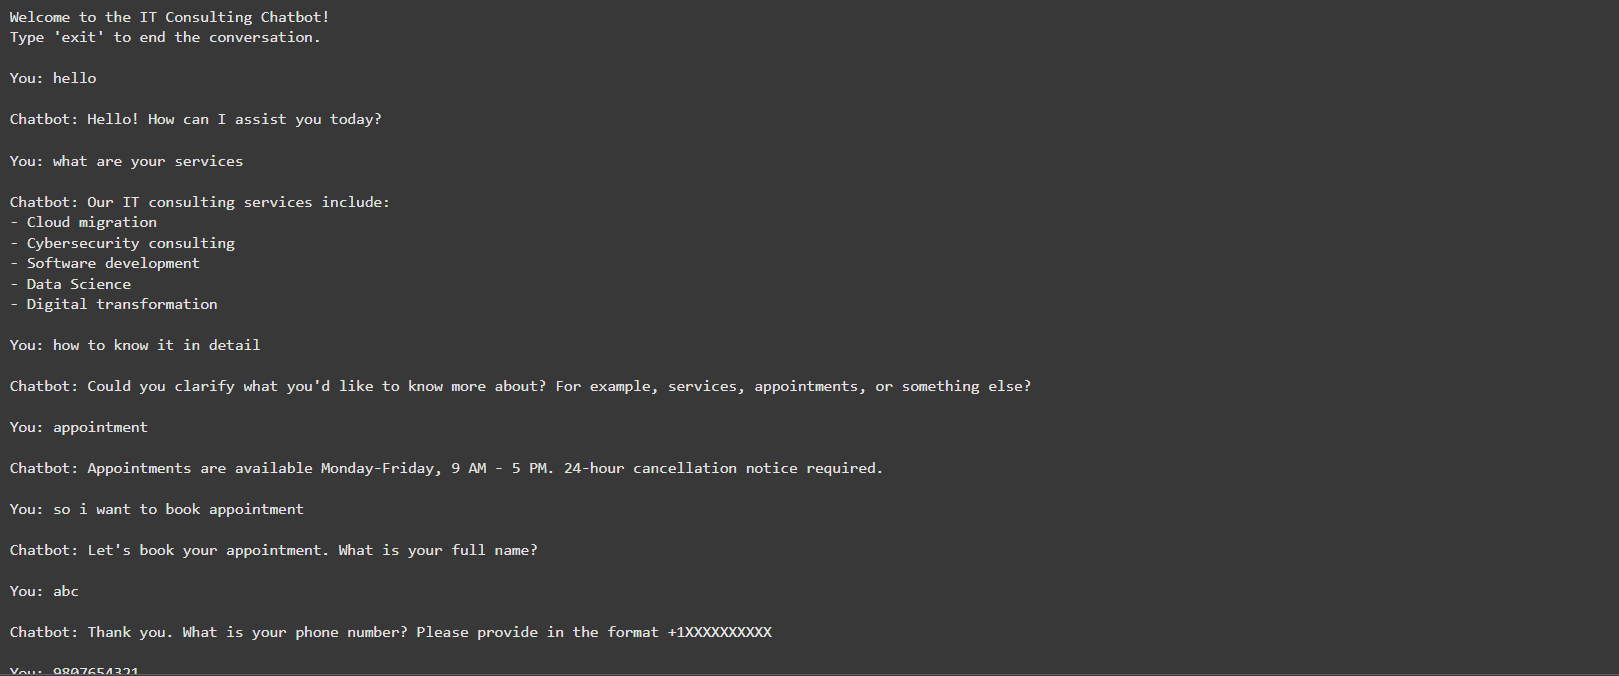 Welcome to the IT Consulting Chatbot!
Type 'exit' to end the conversation.
You: hello
Chatbot: Hello! How can I assist you today?
You: what are your services
Chatbot: Our IT consulting services include:
- Cloud migration
- Cybersecurity consulting
- Software development
- Data Science
- Digital transformation
You: how to know it in detail
Chatbot: Could you clarify what you'd like to know more about? For example, services, appointments, or something else?
You: appointment
Chatbot: Appointments are available Monday-Friday, 9 AM - 5 PM. 24-hour cancellation notice required.
You: so i want to book appointment
Chatbot: Let's book your appointment. What is your full name?
You: abc
Chatbot: Thank you. What is your phone number? Please provide in the format +1XXXXXXXXXX
You: 9807654321